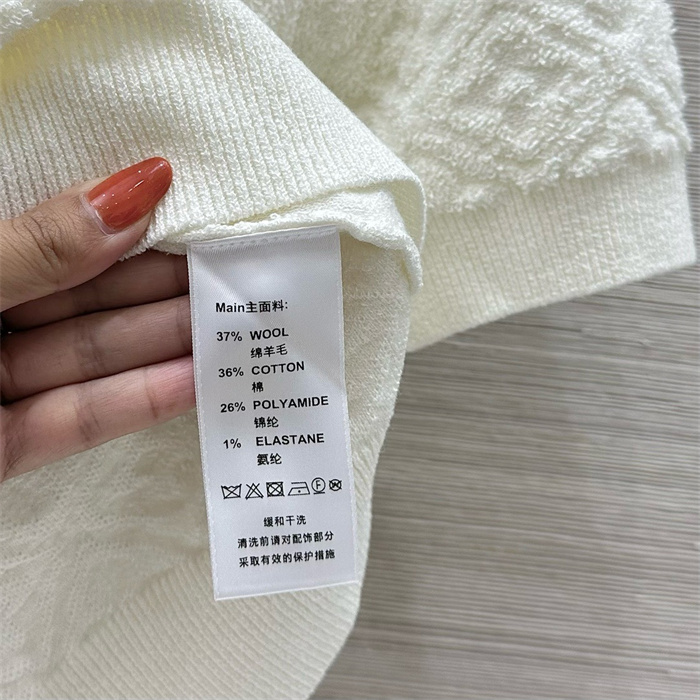 Main主面料:
37% WOOL
绵羊毛
36% COTTON
棉
26% POLYAMIDE
锦纶
1% ELASTANE
氨纶
F
缓和干洗
清洗前请对配饰部分
采取有效的保护措施